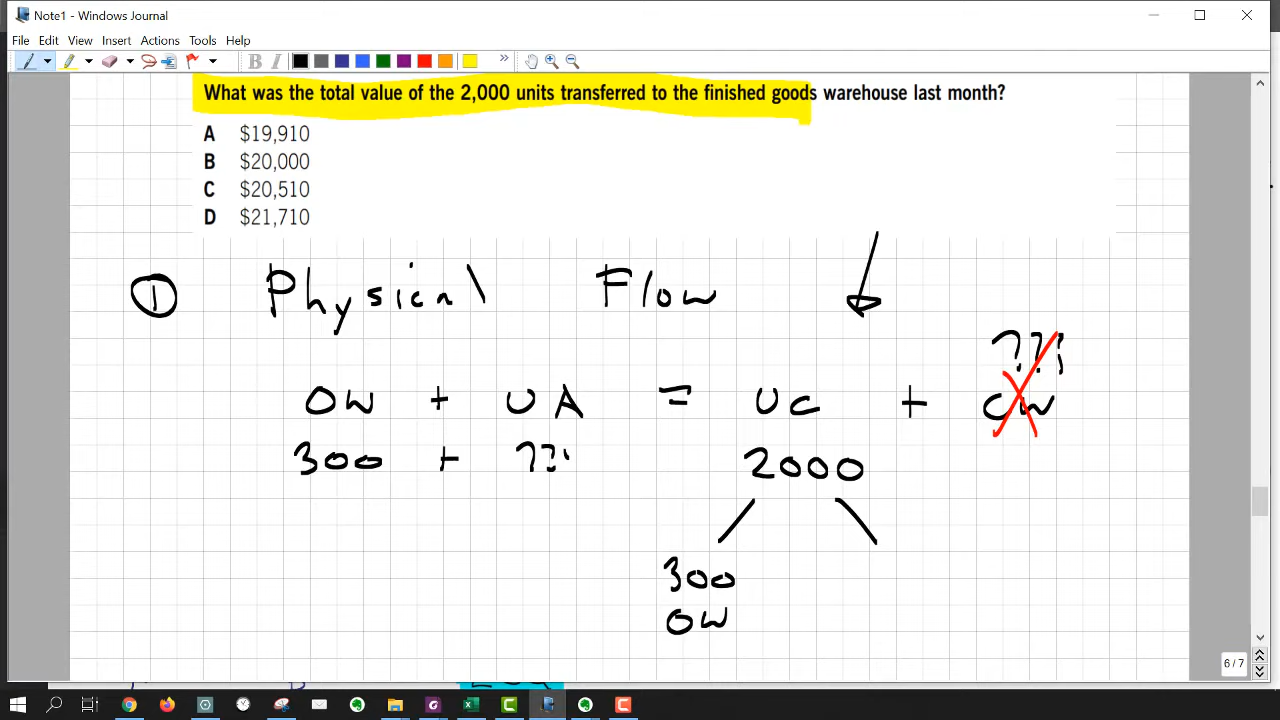 Note1 - Windows Journal
File Edit View Insert Actions Tools Help
B I »
What was the total value of the 2,000 units transferred to the finished goods warehouse last month?
A $19,910
B $20,000
C $20,510
D $21,710
① Physical Flow
???
OW + UA = UC + CW
300 + ??? 2000
300
OW
6 / 7